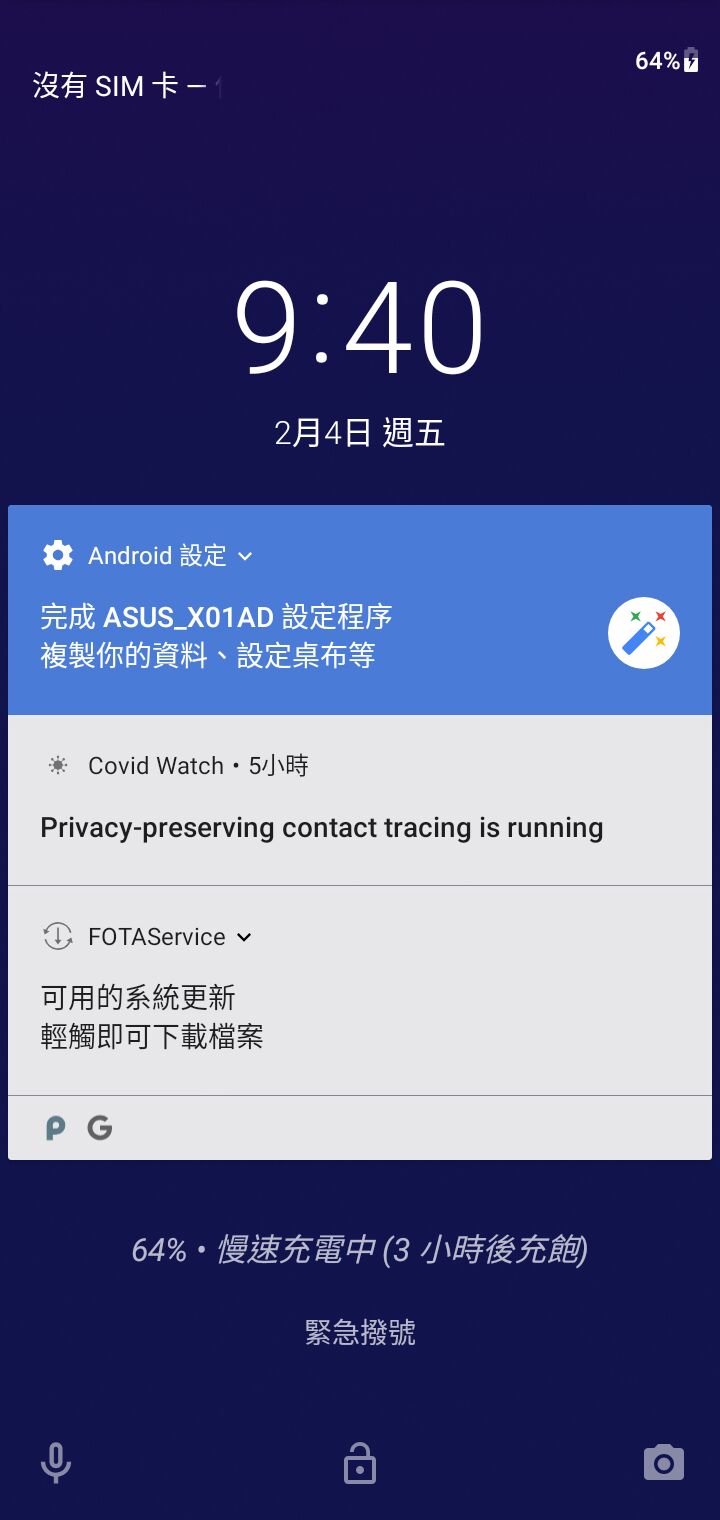 64%
沒有 SIM 卡 –
9:40
2月4日 週五
Android 設定
完成 ASUS_X01AD 設定程序
複製你的資料、設定桌布等
Covid Watch • 5小時
Privacy-preserving contact tracing is running
FOTAService
可用的系統更新
輕觸即可下載檔案
64% • 慢速充電中 (3 小時後充飽)
緊急撥號